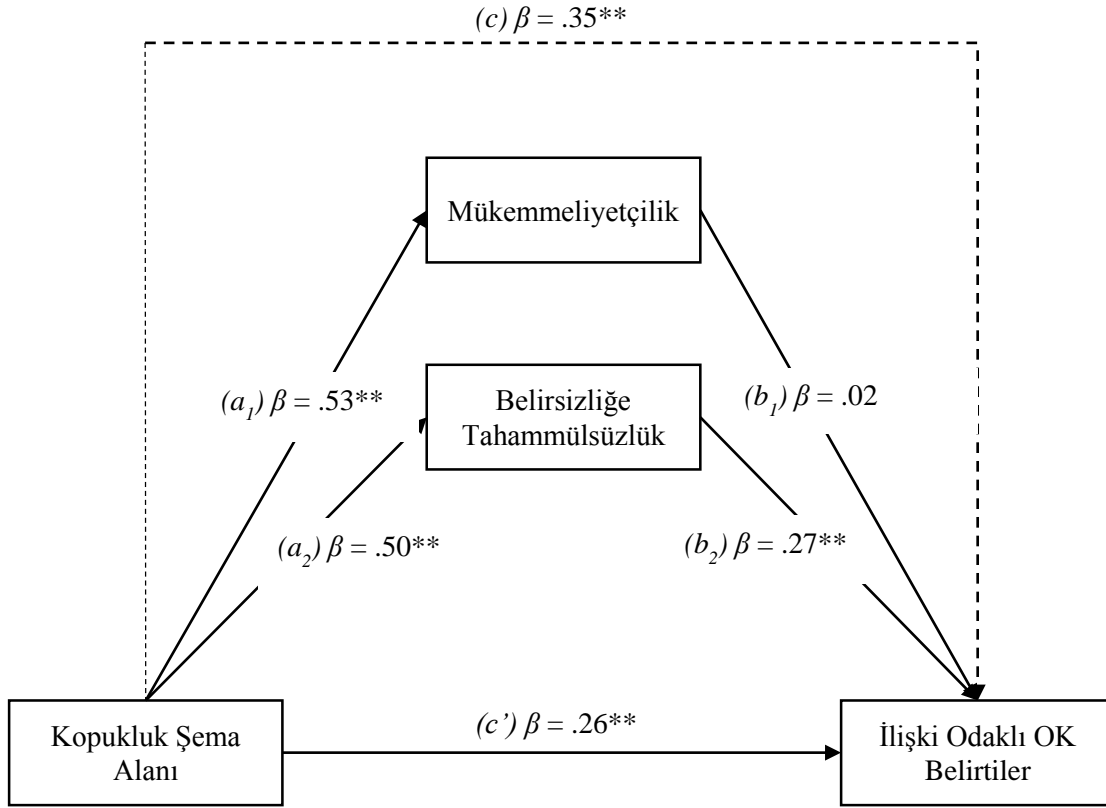 (c) β = .35**
Mükemmeliyetçilik
(a₁) β = .53**
Belirsizliğe
Tahammülsüzlük
(b₁) β = .02
(a₂) β = .50**
(b₂) β = .27**
Kopukluk Şema
Alanı
(c’) β = .26**
İlişki Odaklı OK
Belirtiler